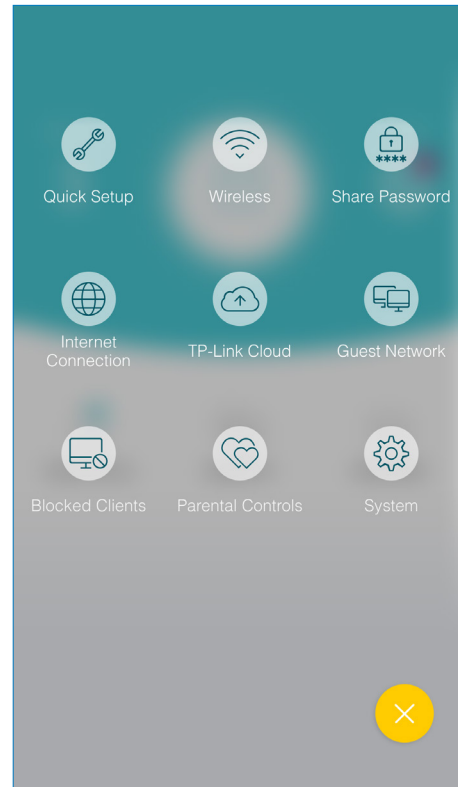 Quick Setup
Wireless
****
Share Password
Internet
Connection
TP-Link Cloud
Guest Network
Blocked Clients
Parental Controls
System